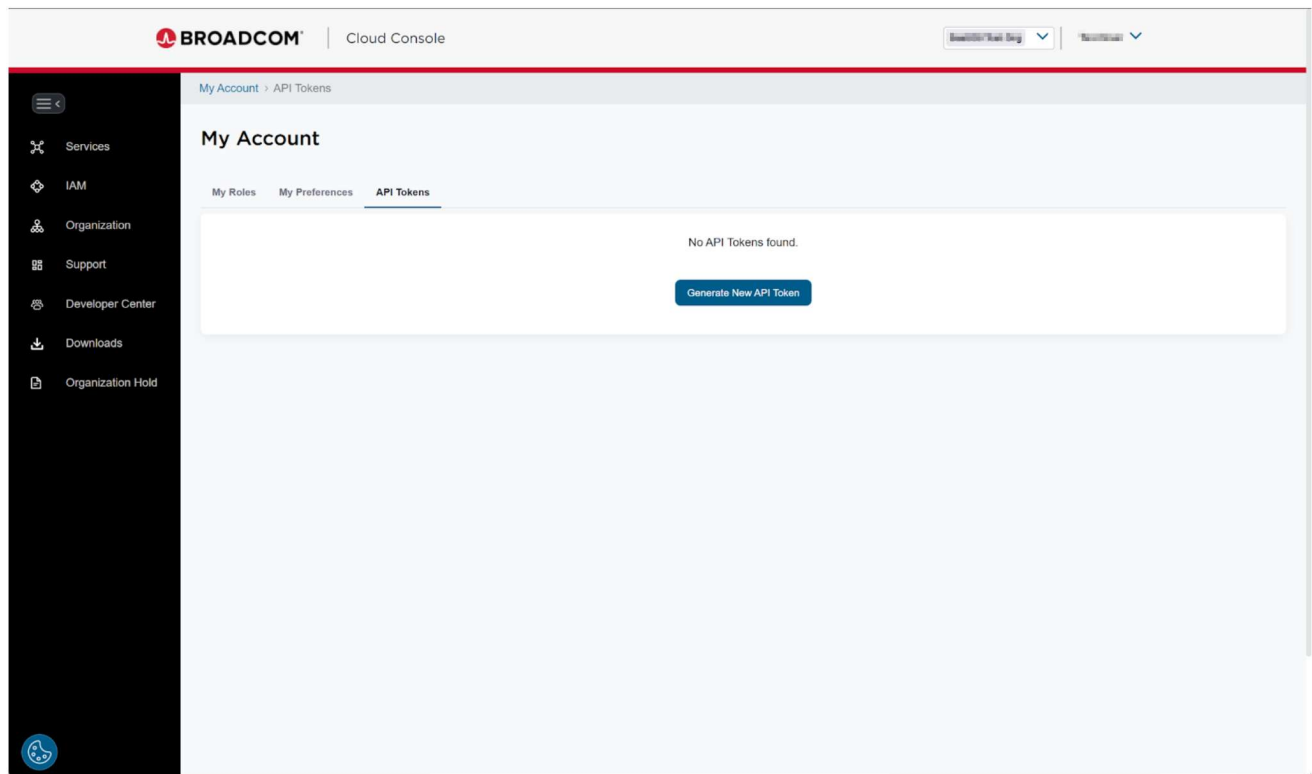 BROADCOM Cloud Console
My Account > API Tokens
My Account
My Roles My Preferences API Tokens
No API Tokens found.
Generate New API Token
Services
IAM
Organization
Support
Developer Center
Downloads
Organization Hold